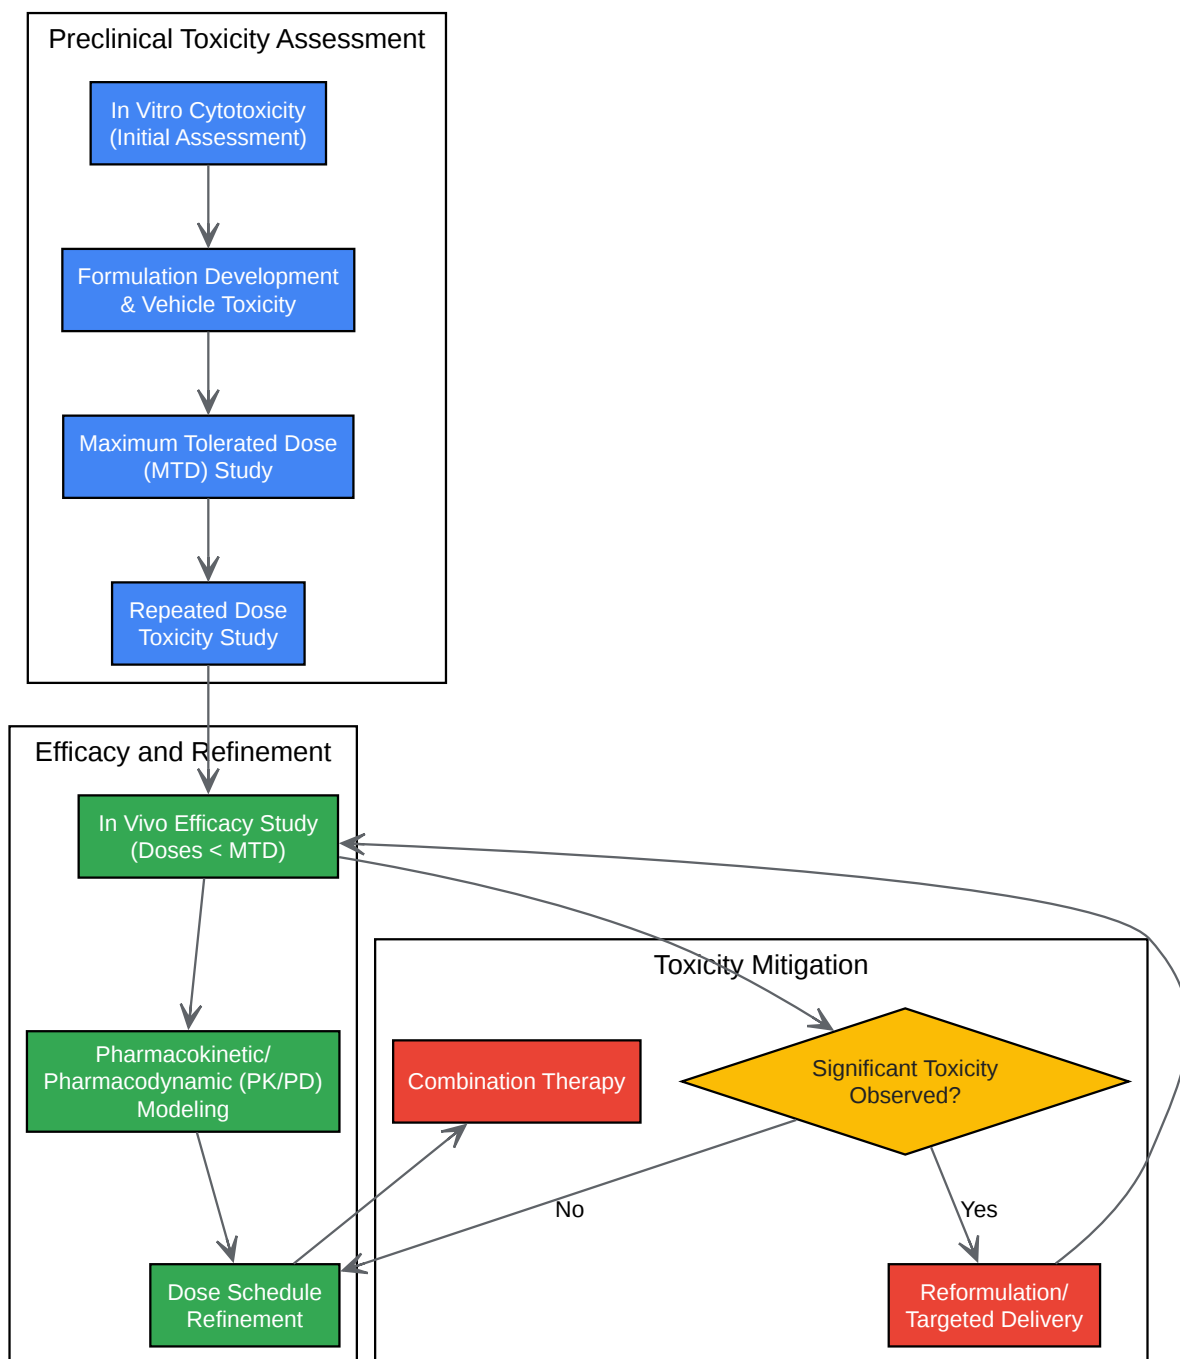 Preclinical Toxicity Assessment
In Vitro Cytotoxicity
(Initial Assessment)
Formulation Development
& Vehicle Toxicity
Maximum Tolerated Dose
(MTD) Study
Repeated Dose
Toxicity Study
Efficacy and Refinement
In Vivo Efficacy Study
(Doses < MTD)
Pharmacokinetic/
Pharmacodynamic (PK/PD)
Modeling
Dose Schedule
Refinement
Toxicity Mitigation
Combination Therapy
Significant Toxicity
Observed?
No
Yes
Reformulation/
Targeted Delivery